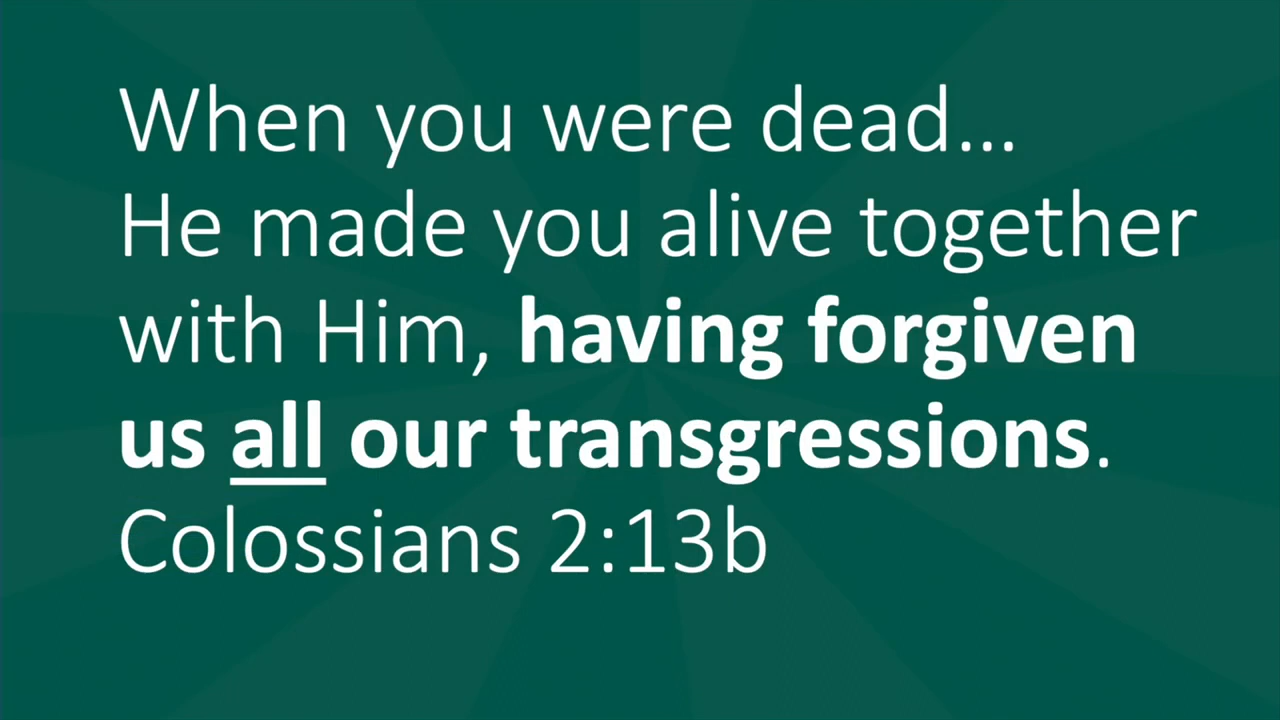 When you were dead...
He made you alive together
with Him, having forgiven
us all our transgressions.
Colossians 2:13b